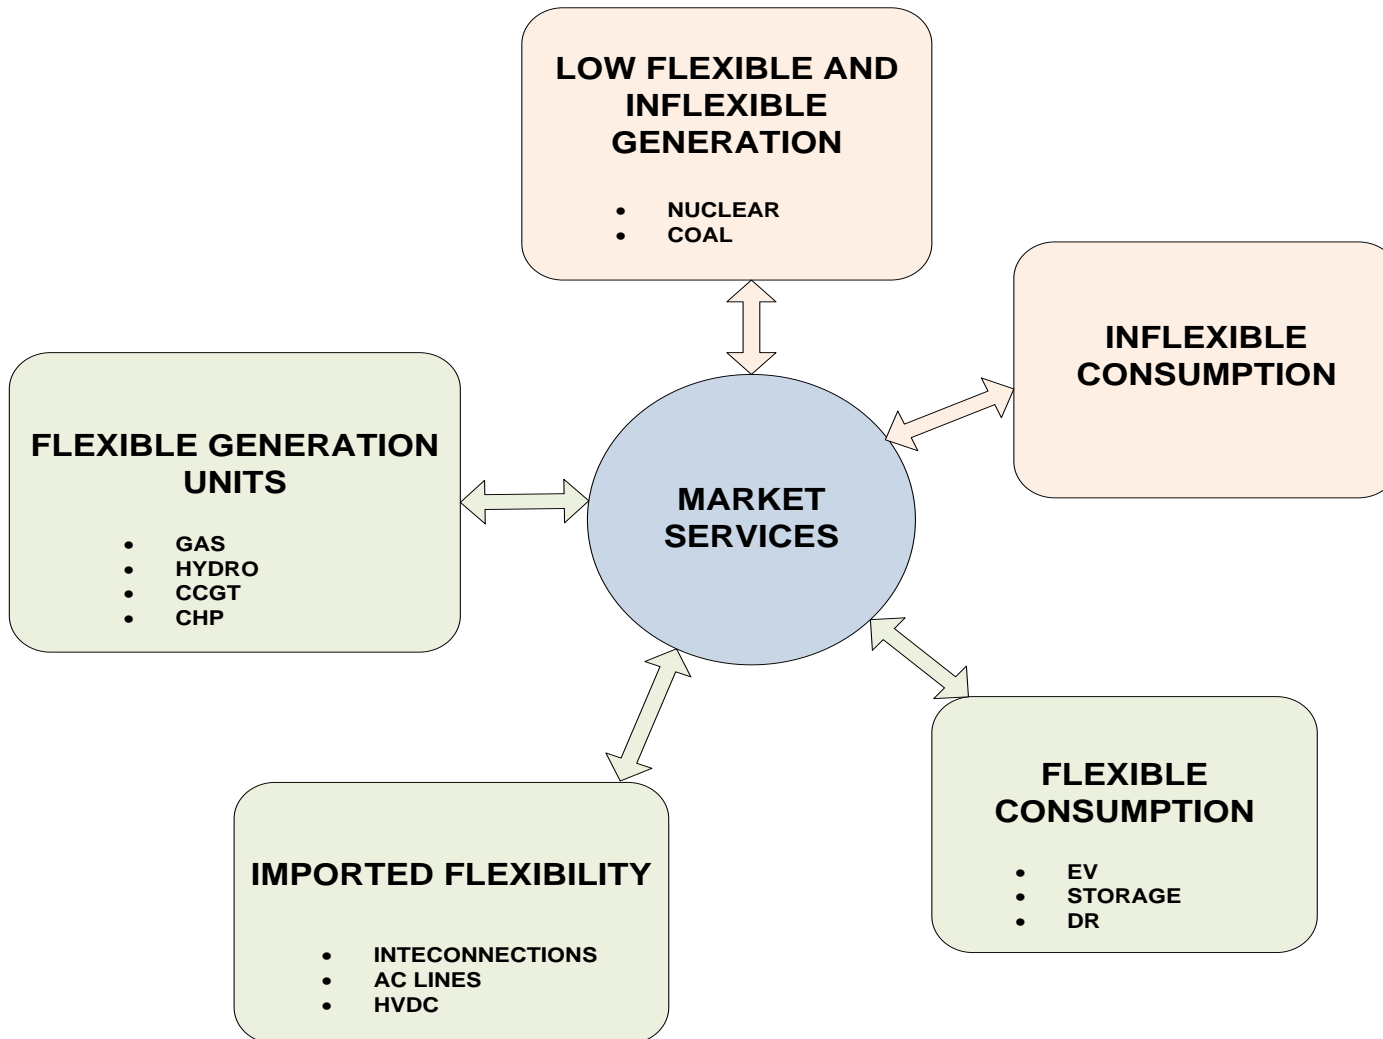 LOW FLEXIBLE AND
INFLEXIBLE
GENERATION
• NUCLEAR
• COAL
INFLEXIBLE
CONSUMPTION
FLEXIBLE GENERATION
UNITS
• GAS
• HYDRO
• CCGT
• CHP
MARKET
SERVICES
FLEXIBLE
CONSUMPTION
• EV
• STORAGE
• DR
IMPORTED FLEXIBILITY
• INTECONNECTIONS
• AC LINES
• HVDC